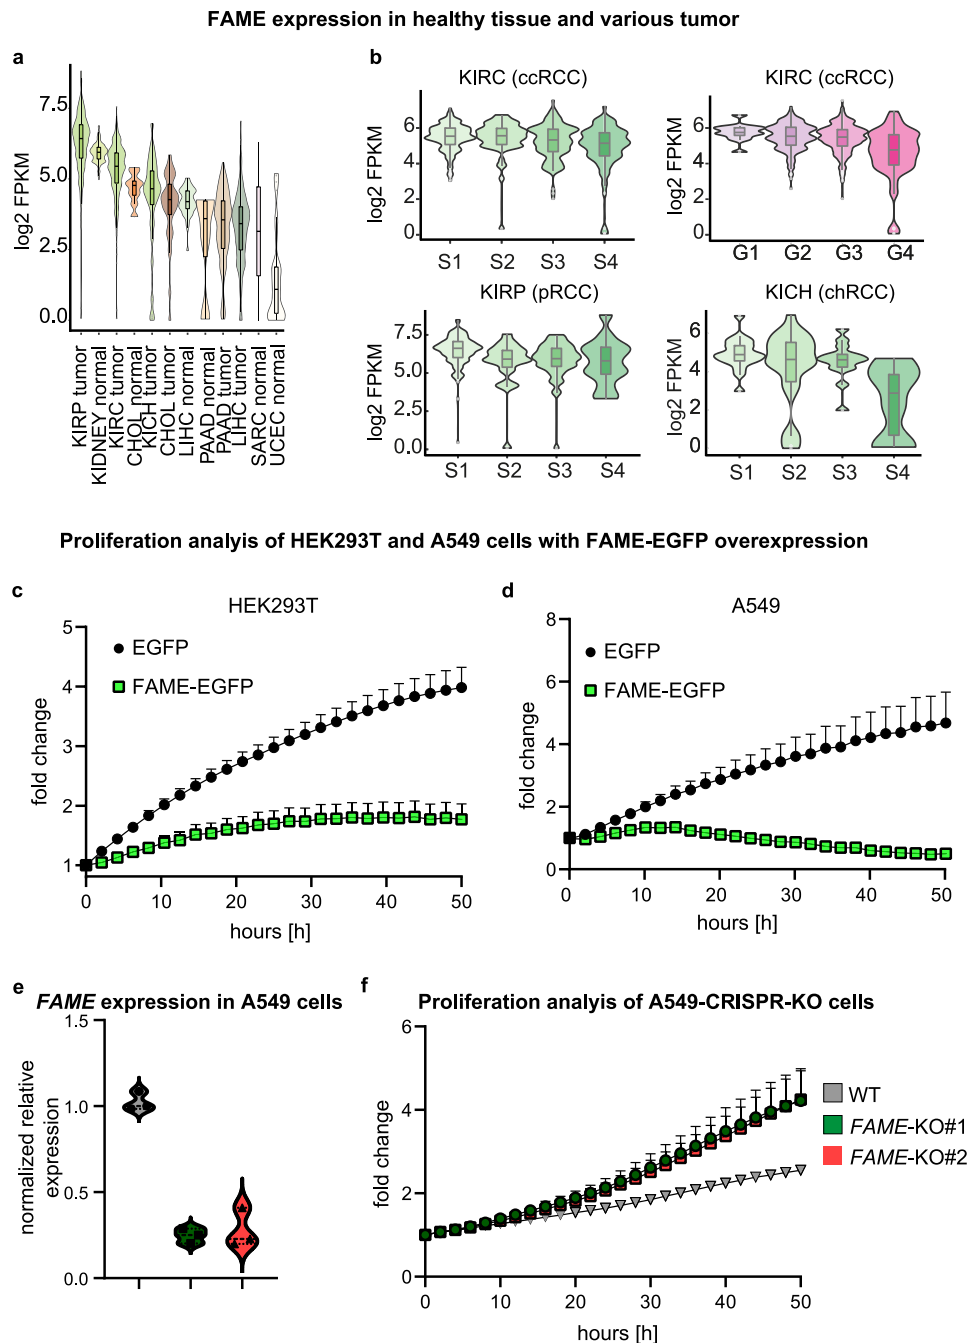 FAME expression in healthy tissue and various tumor
a
log2 FPKM
7.5
5.0
2.5
0.0
KIRP tumor
KIDNEY normal
KIRC tumor
CHOL normal
KICH tumor
CHOL tumor
LIHC normal
PAAD normal
PAAD tumor
LIHC tumor
SARC normal
UCEC normal
b
KIRC (ccRCC)
log2 FPKM
6
4
2
0
S1 S2 S3 S4
KIRC (ccRCC)
log2 FPKM
6
4
2
0
G1 G2 G3 G4
KIRP (pRCC)
log2 FPKM
7.5
5.0
2.5
0.0
S1 S2 S3 S4
KICH (chRCC)
log2 FPKM
6
4
2
0
S1 S2 S3 S4
Proliferation analyis of HEK293T and A549 cells with FAME-EGFP overexpression
c
HEK293T
EGFP
FAME-EGFP
fold change
5
4
3
2
1
0 10 20 30 40 50
hours [h]
d
A549
EGFP
FAME-EGFP
fold change
8
6
4
2
0
0 10 20 30 40 50
hours [h]
e
FAME expression in A549 cells
normalized relative
expression
1.5
1.0
0.5
0.0
f
Proliferation analyis of A549-CRISPR-KO cells
fold change
6
4
2
0
0 10 20 30 40 50
hours [h]
WT
FAME-KO#1
FAME-KO#2